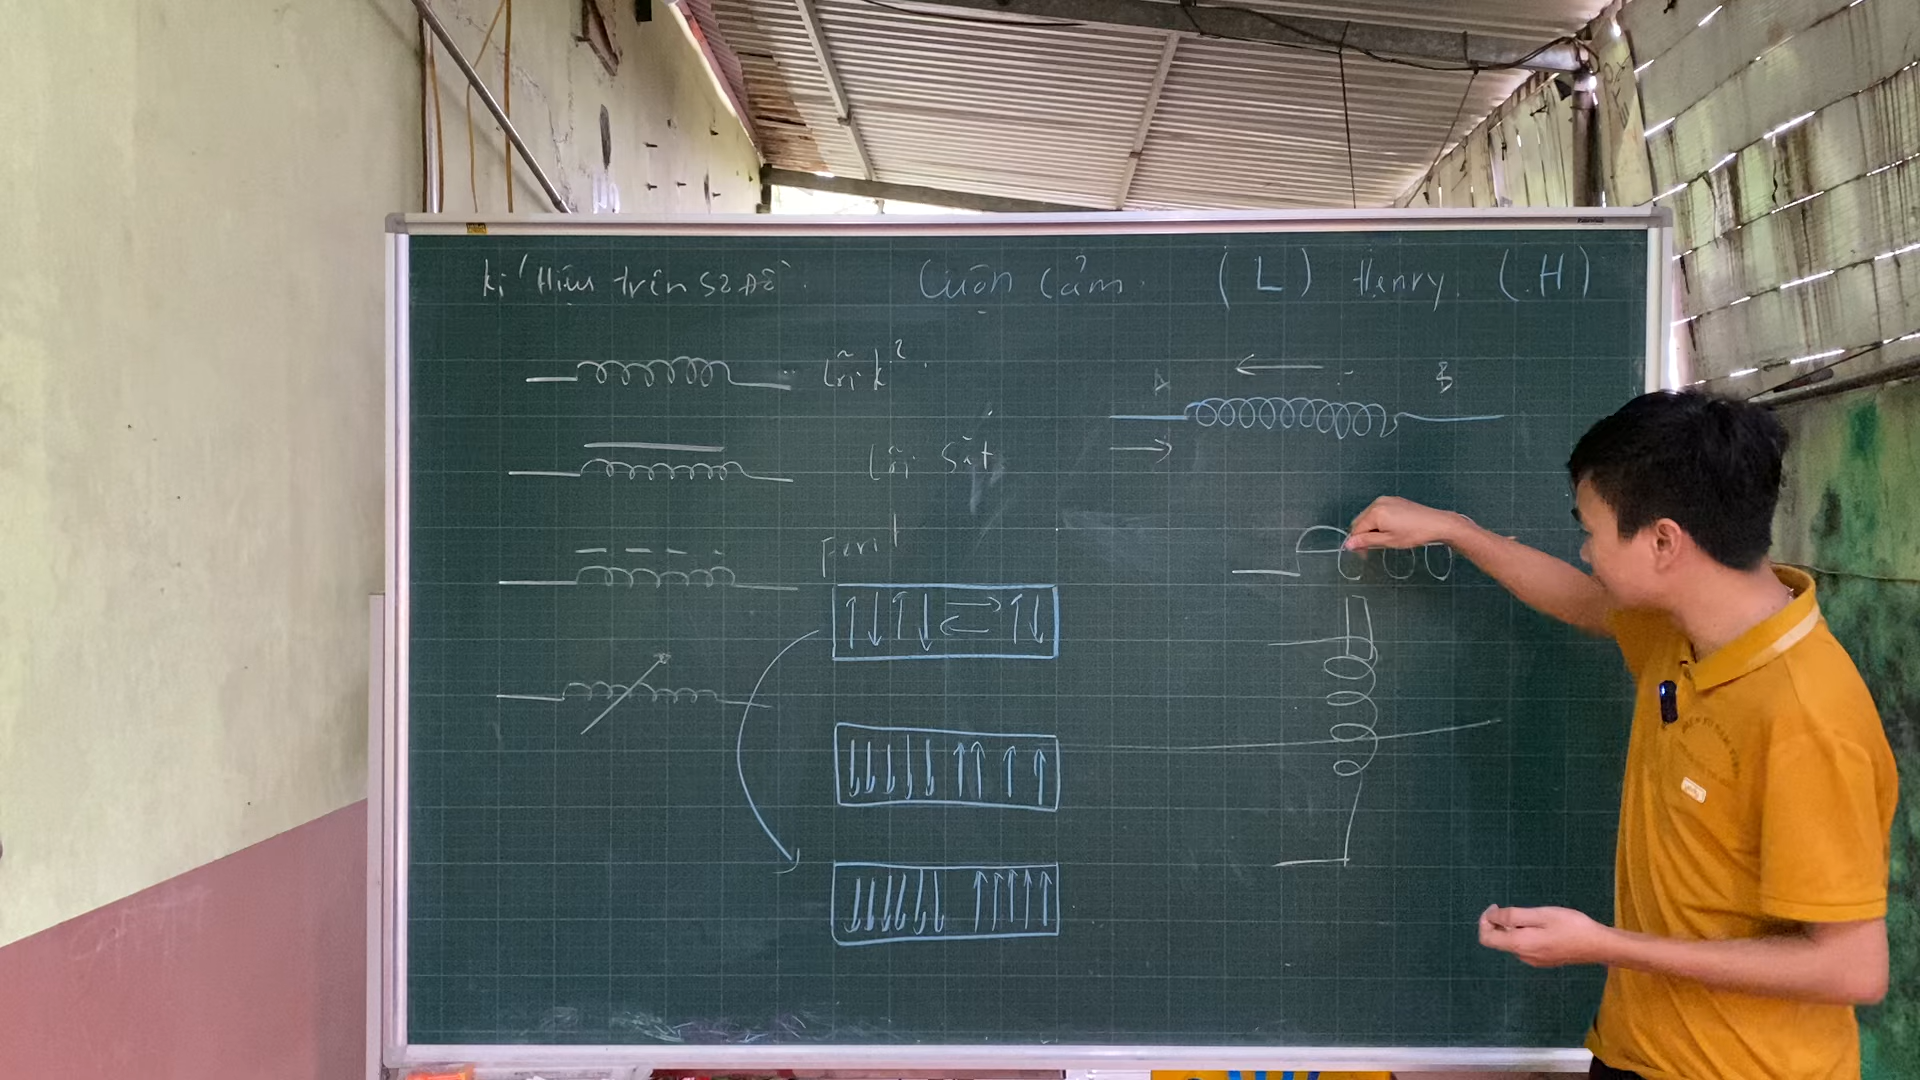 kí Hiệu trên sơ đồ
Cuộn Cảm (L) Henry (H)
Lõi k²
A B
Lõi Sắt
Ferit